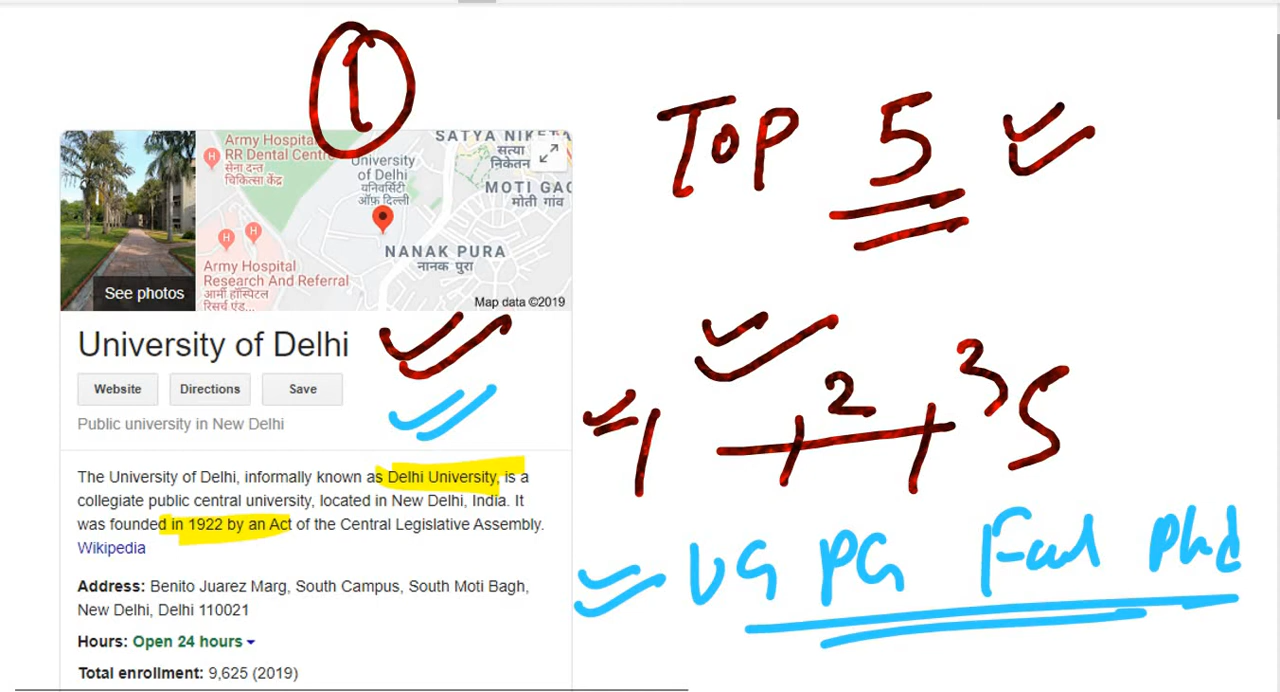 1
TOP 5
Army Hospital
RR Dental Centre
सेना दन्त
चिकित्सा केंद्र
SATYA NIKETA
सत्या
निकेतन
University
of Delhi
यूनिवर्सिटी
ऑफ़ दिल्ली
MOTI GAO
मोती गांव
NANAK PURA
नानक पुरा
Army Hospital
Research And Referral
आर्मी हॉस्पिटल
रिसर्च एंड...
See photos
Map data ©2019
University of Delhi
Website Directions Save
Public university in New Delhi
1 2 3 5
The University of Delhi, informally known as Delhi University, is a
collegiate public central university, located in New Delhi, India. It
was founded in 1922 by an Act of the Central Legislative Assembly.
Wikipedia
UG PG Phd
Address: Benito Juarez Marg, South Campus, South Moti Bagh,
New Delhi, Delhi 110021
Hours: Open 24 hours
Total enrollment: 9,625 (2019)